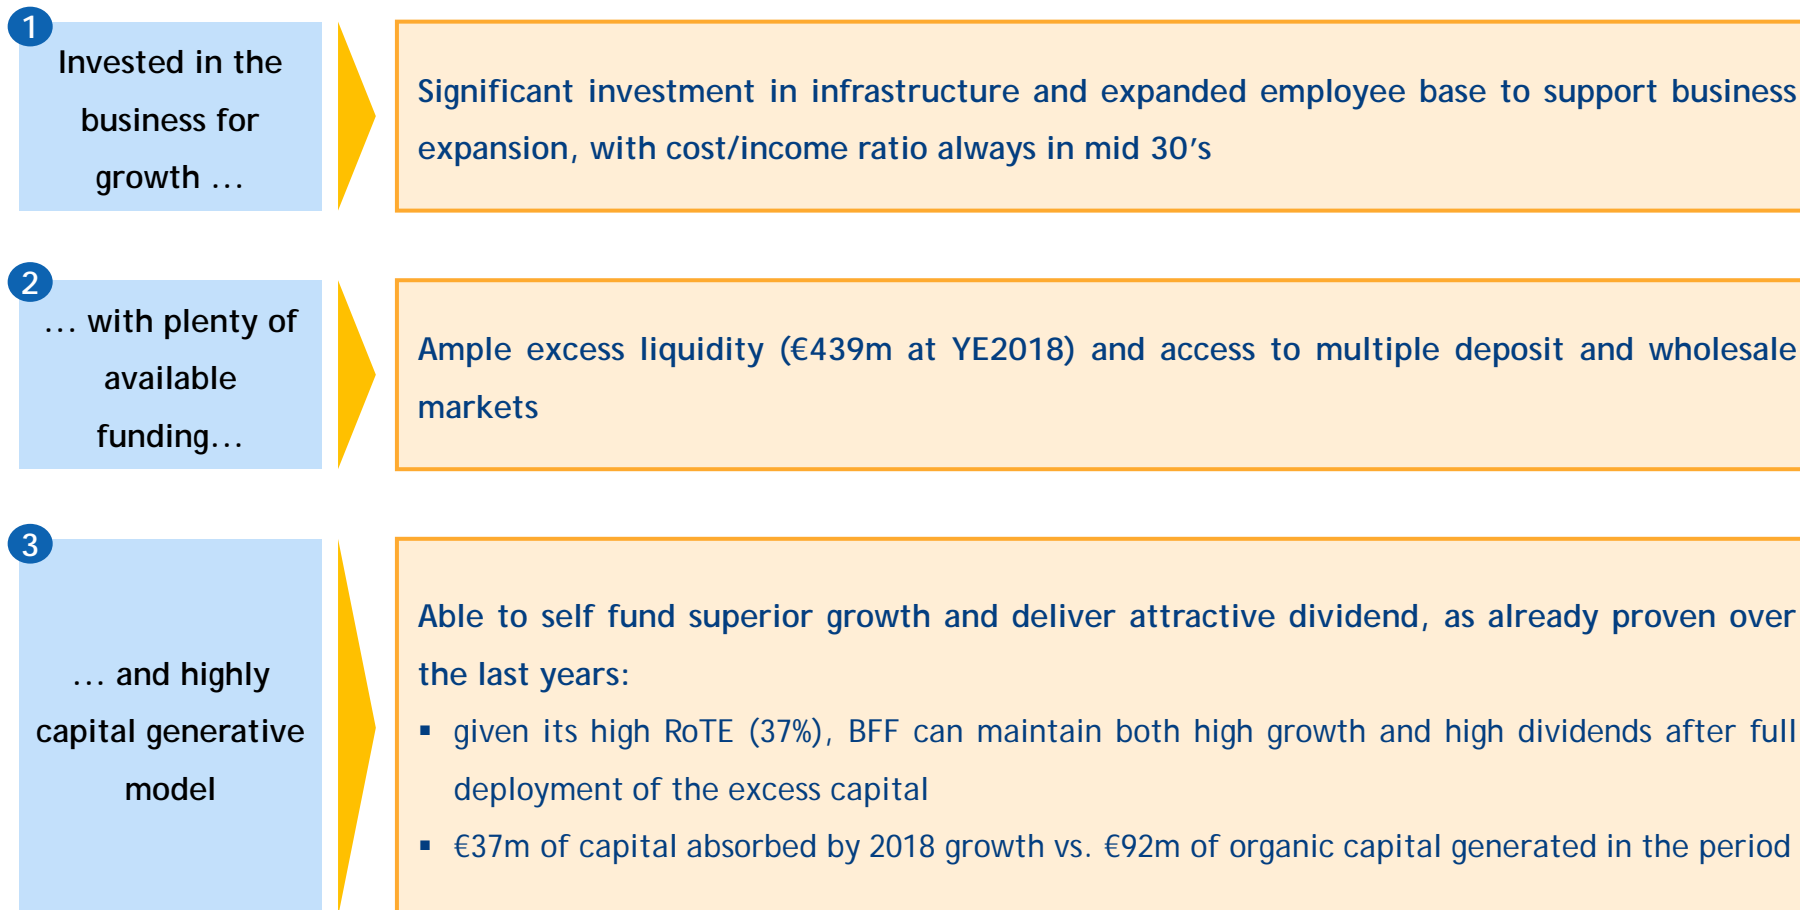 1
Invested in the
business for
growth …
Significant investment in infrastructure and expanded employee base to support business
expansion, with cost/income ratio always in mid 30’s
2
… with plenty of
available
funding…
Ample excess liquidity (€439m at YE2018) and access to multiple deposit and wholesale
markets
3
… and highly
capital generative
model
Able to self fund superior growth and deliver attractive dividend, as already proven over
the last years:
▪ given its high RoTE (37%), BFF can maintain both high growth and high dividends after full
deployment of the excess capital
▪ €37m of capital absorbed by 2018 growth vs. €92m of organic capital generated in the period